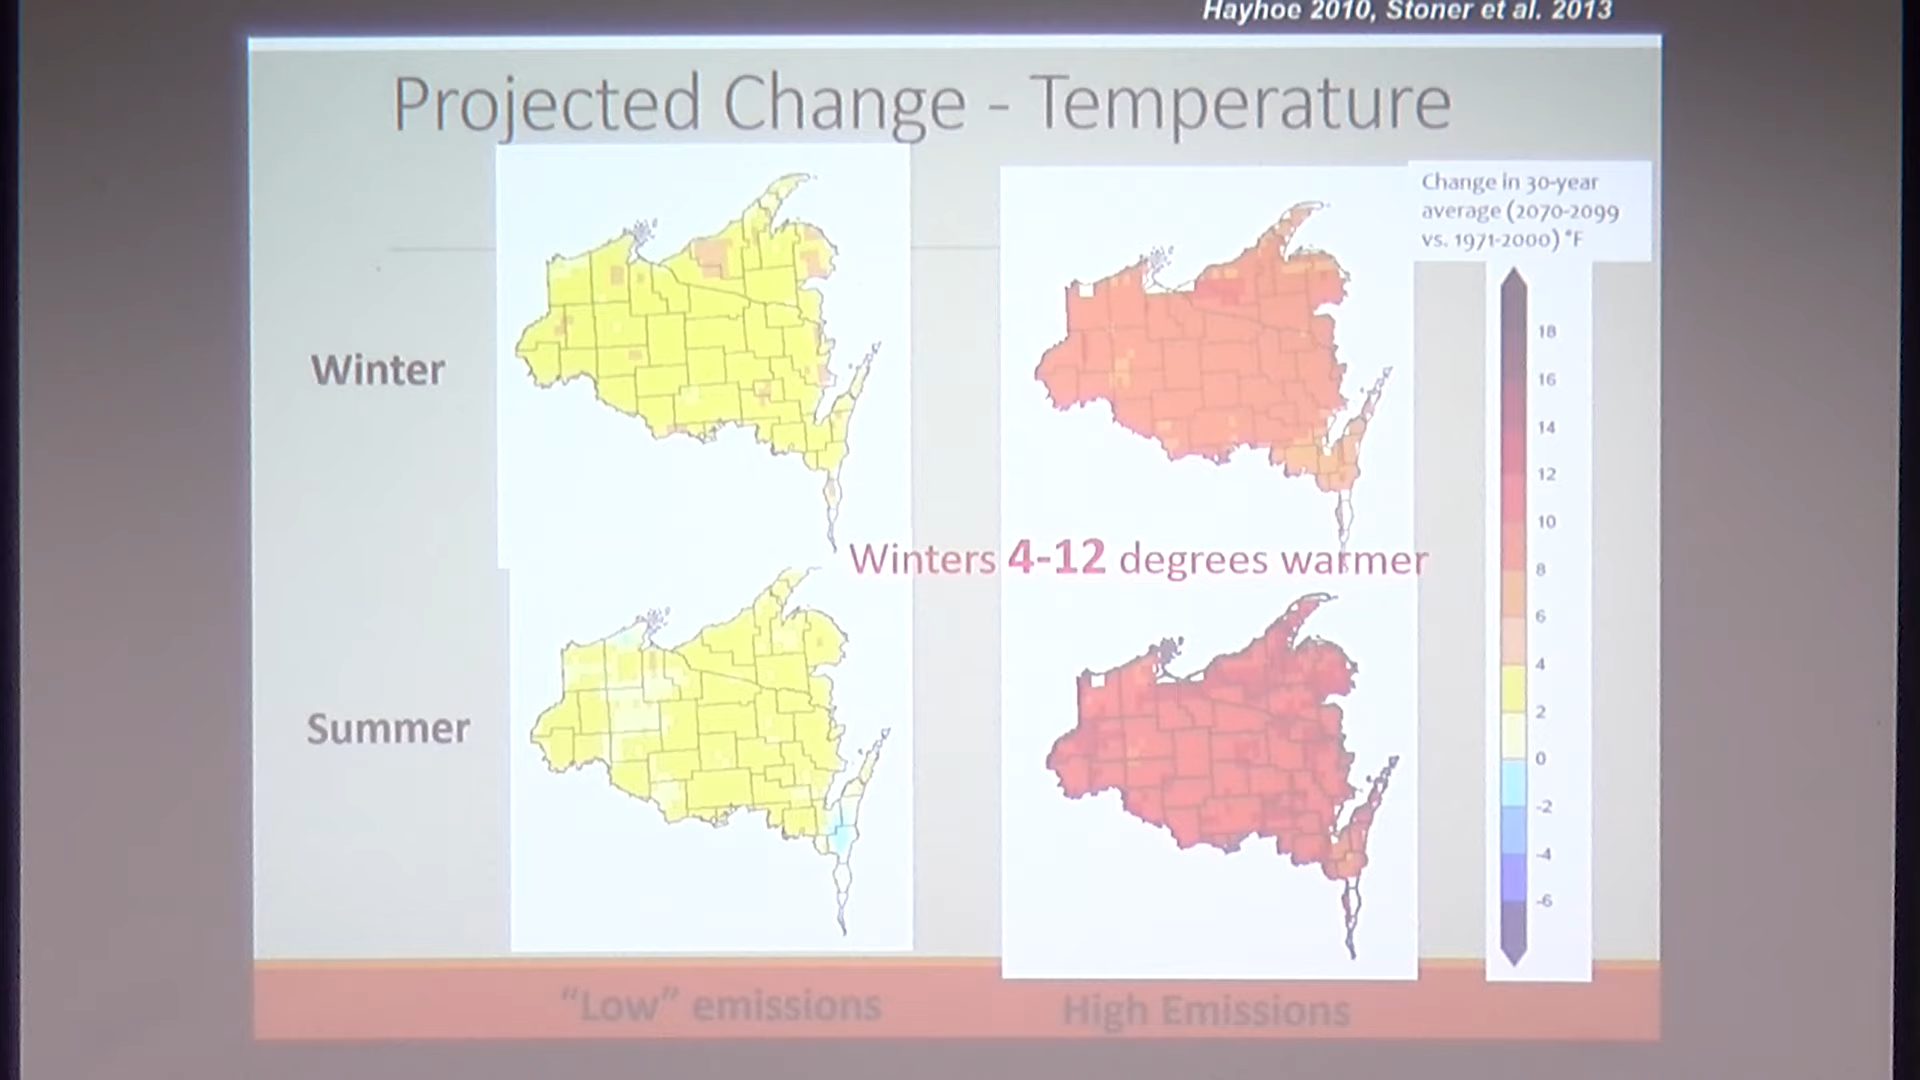 Hayhoe 2010, Stoner et al. 2013
Projected Change - Temperature
Change in 30-year
average (2070-2099
vs. 1971-2000) °F
Winter
18
16
14
12
10
8
6
4
2
0
-2
-4
-6
Winters 4-12 degrees warmer
Summer
"Low" emissions
High Emissions